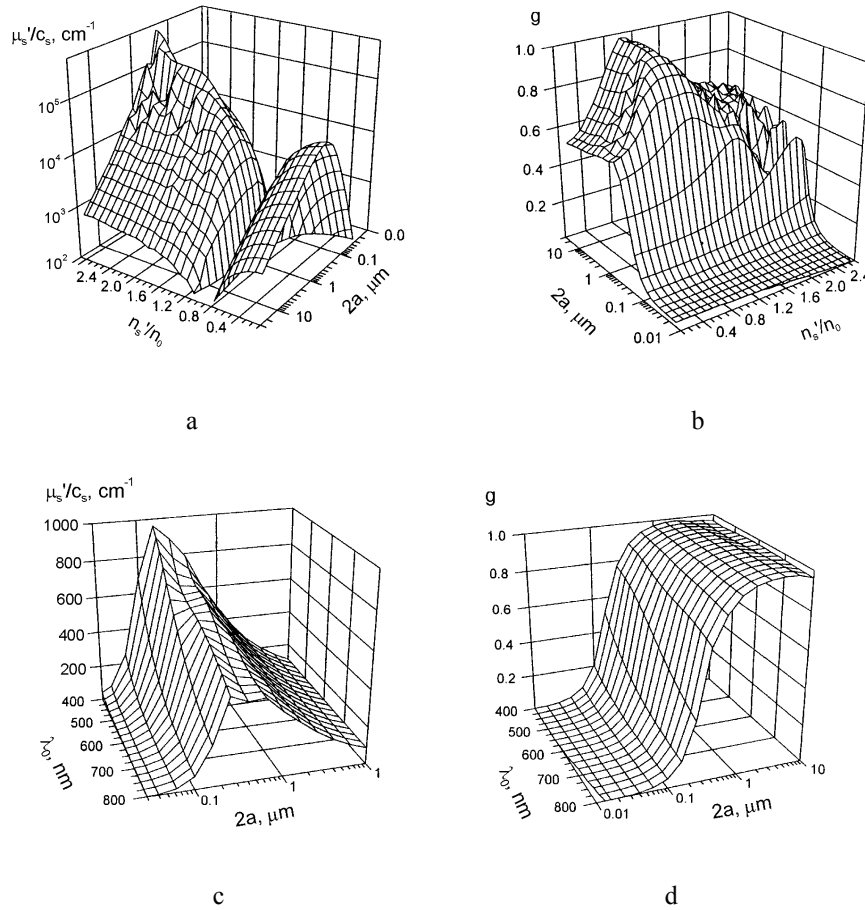 μs'/cs, cm-1
10^5
10^4
10^3
10^2
2.4 2.0 1.6 1.2 0.8 0.4
ns'/n0
10 1 0.1 0.0
2a, μm
a
g
1.0
0.8
0.6
0.4
0.2
10 1 0.1 0.01
2a, μm
0.4 0.8 1.2 1.6 2.0 2.4
ns'/n0
b
μs'/cs, cm-1
1000
800
600
400
200
400 500 600 700 800
λ0, nm
0.1 1 1
2a, μm
c
g
1.0
0.8
0.6
0.4
0.2
400 500 600 700 800
λ0, nm
0.01 0.1 1 10
2a, μm
d